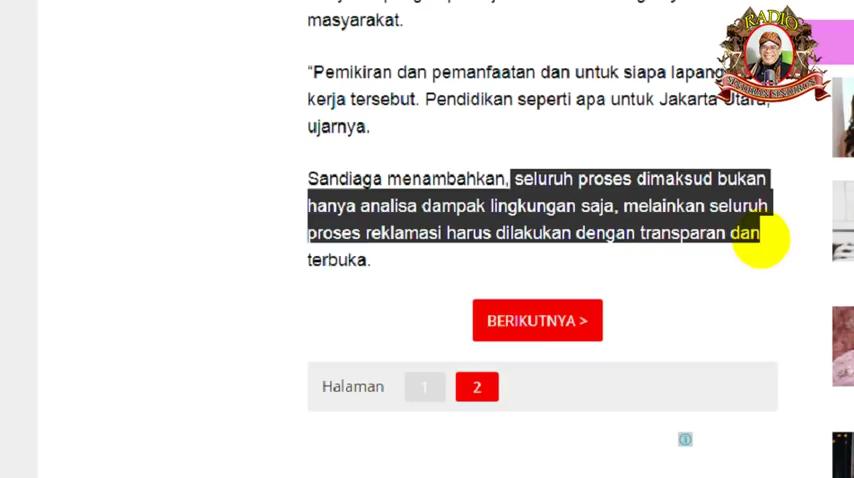 masyarakat.
"Pemikiran dan pemanfaatan dan untuk siapa
kerja tersebut. Pendidikan seperti apa untuk Jakarta Utara,
ujarnya.
Sandiaga menambahkan, seluruh proses dimaksud bukan
hanya analisa dampak lingkungan saja, melainkan seluruh
proses reklamasi harus dilakukan dengan transparan dan
terbuka.
BERIKUTNYA >
Halaman 1 2
RADIO